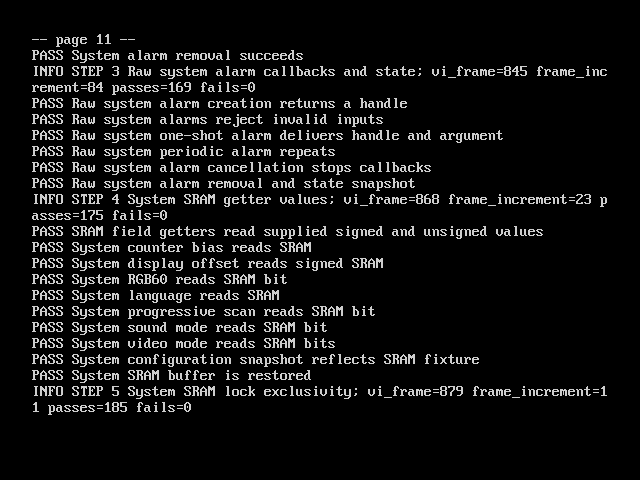 -- page 11 --
PASS System alarm removal succeeds
INFO STEP 3 Raw system alarm callbacks and state; vi_frame=845 frame_inc
rement=84 passes=169 fails=0
PASS Raw system alarm creation returns a handle
PASS Raw system alarms reject invalid inputs
PASS Raw system one-shot alarm delivers handle and argument
PASS Raw system periodic alarm repeats
PASS Raw system alarm cancellation stops callbacks
PASS Raw system alarm removal and state snapshot
INFO STEP 4 System SRAM getter values; vi_frame=868 frame_increment=23 p
asses=175 fails=0
PASS SRAM field getters read supplied signed and unsigned values
PASS System counter bias reads SRAM
PASS System display offset reads signed SRAM
PASS System RGB60 reads SRAM bit
PASS System language reads SRAM
PASS System progressive scan reads SRAM bit
PASS System sound mode reads SRAM bit
PASS System video mode reads SRAM bits
PASS System configuration snapshot reflects SRAM fixture
PASS System SRAM buffer is restored
INFO STEP 5 System SRAM lock exclusivity; vi_frame=879 frame_increment=1
1 passes=185 fails=0